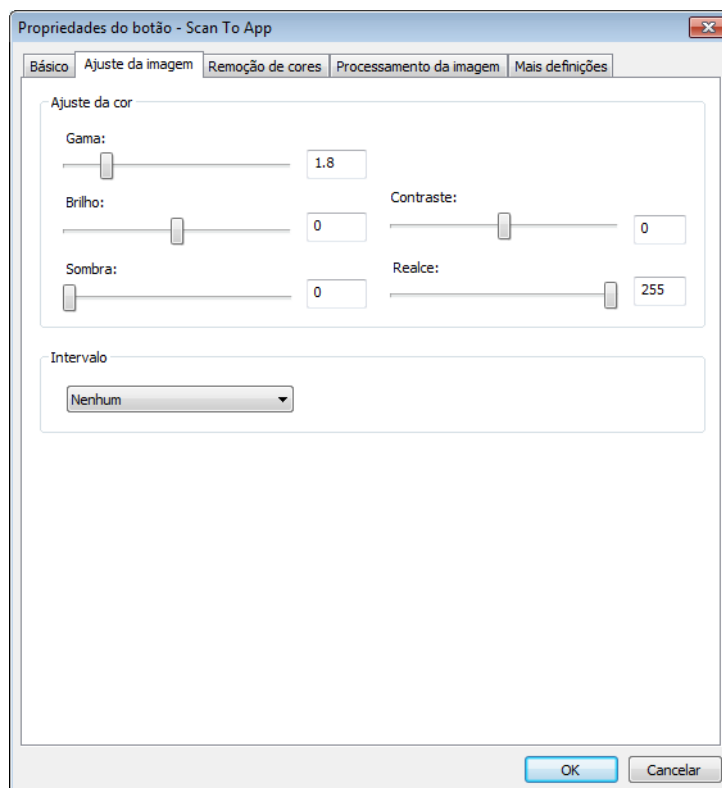 Propriedades do botão - Scan To App
Básico Ajuste da imagem Remoção de cores Processamento da imagem Mais definições
Ajuste da cor
Gama:
1.8
Brilho: Contraste:
0 0
Sombra: Realce:
0 255
Intervalo
Nenhum
OK Cancelar